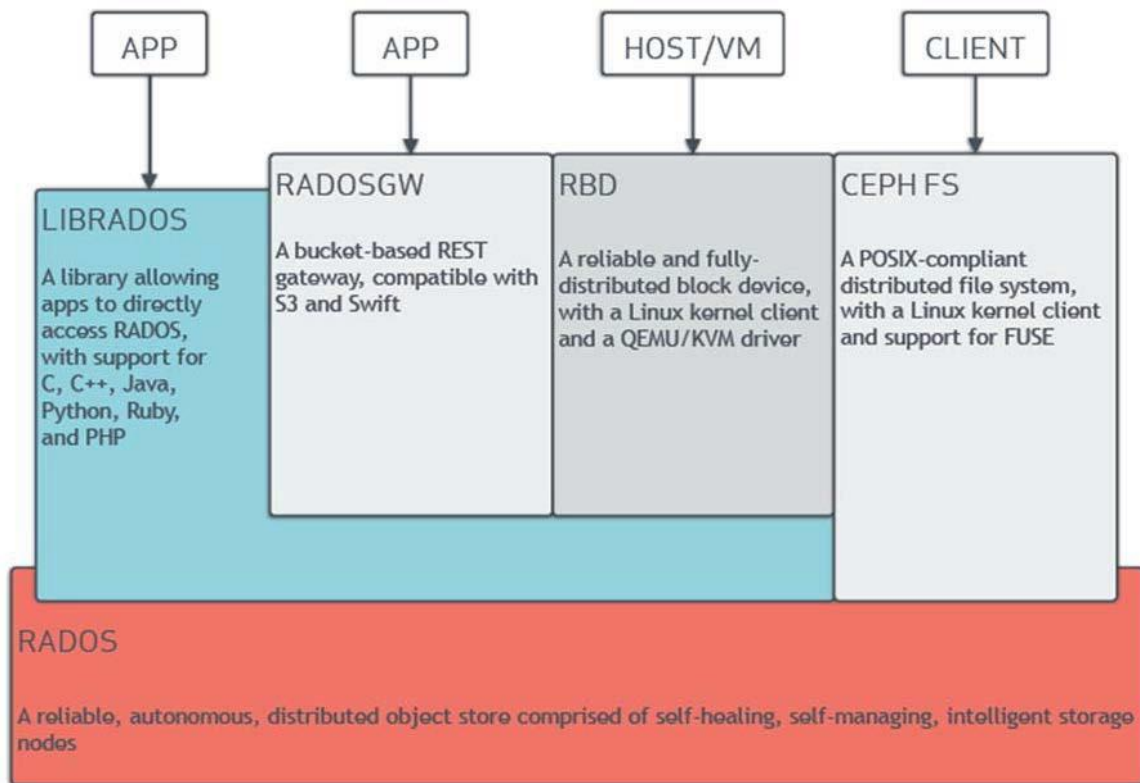 APP
APP
HOST/VM
CLIENT
LIBRADOS
A library allowing
apps to directly
access RADOS,
with support for
C, C++, Java,
Python, Ruby,
and PHP
RADOSGW
A bucket-based REST
gateway, compatible with
S3 and Swift
RBD
A reliable and fully-
distributed block device,
with a Linux kernel client
and a QEMU/KVM driver
CEPH FS
A POSIX-compliant
distributed file system,
with a Linux kernel client
and support for FUSE
RADOS
A reliable, autonomous, distributed object store comprised of self-healing, self-managing, intelligent storage
nodes